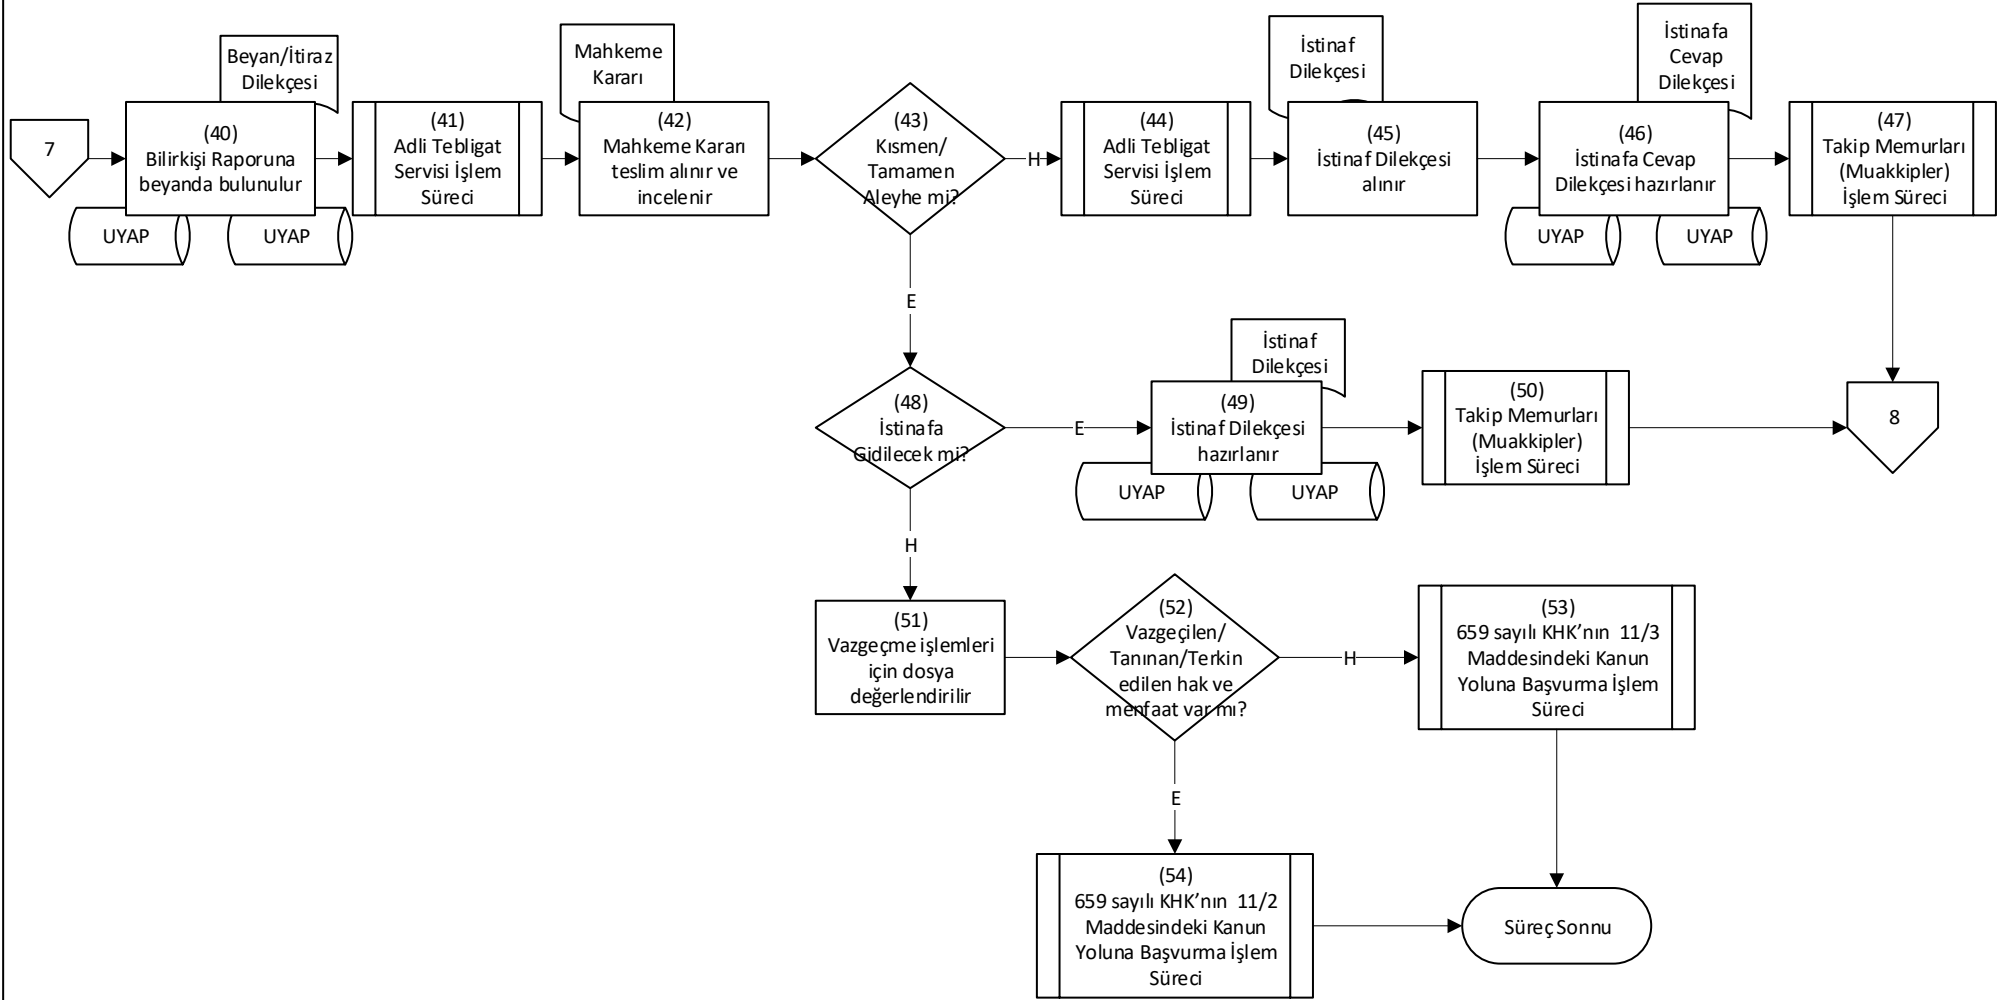 7
Beyan/İtiraz
Dilekçesi
(40)
Bilirkişi Raporuna
beyanda bulunulur
UYAP
UYAP
(41)
Adli Tebligat
Servisi İşlem
Süreci
Mahkeme
Kararı
(42)
Mahkeme Kararı
teslim alınır ve
incelenir
(43)
Kısmen/
Tamamen
Aleyhe mi?
H
(44)
Adli Tebligat
Servisi İşlem
Süreci
İstinaf
Dilekçesi
(45)
İstinaf Dilekçesi
alınır
İstinafa
Cevap
Dilekçesi
(46)
İstinafa Cevap
Dilekçesi hazırlanır
UYAP
UYAP
(47)
Takip Memurları
(Muakkipler)
İşlem Süreci
E
(48)
İstinafa
Gidilecek mi?
E
İstinaf
Dilekçesi
(49)
İstinaf Dilekçesi
hazırlanır
UYAP
UYAP
(50)
Takip Memurları
(Muakkipler)
İşlem Süreci
8
H
(51)
Vazgeçme işlemleri
için dosya
değerlendirilir
(52)
Vazgeçilen/
Tanınan/Terkin
edilen hak ve
menfaat var mı?
H
(53)
659 sayılı KHK’nın 11/3
Maddesindeki Kanun
Yoluna Başvurma İşlem
Süreci
E
(54)
659 sayılı KHK’nın 11/2
Maddesindeki Kanun
Yoluna Başvurma İşlem
Süreci
Süreç Sonnu